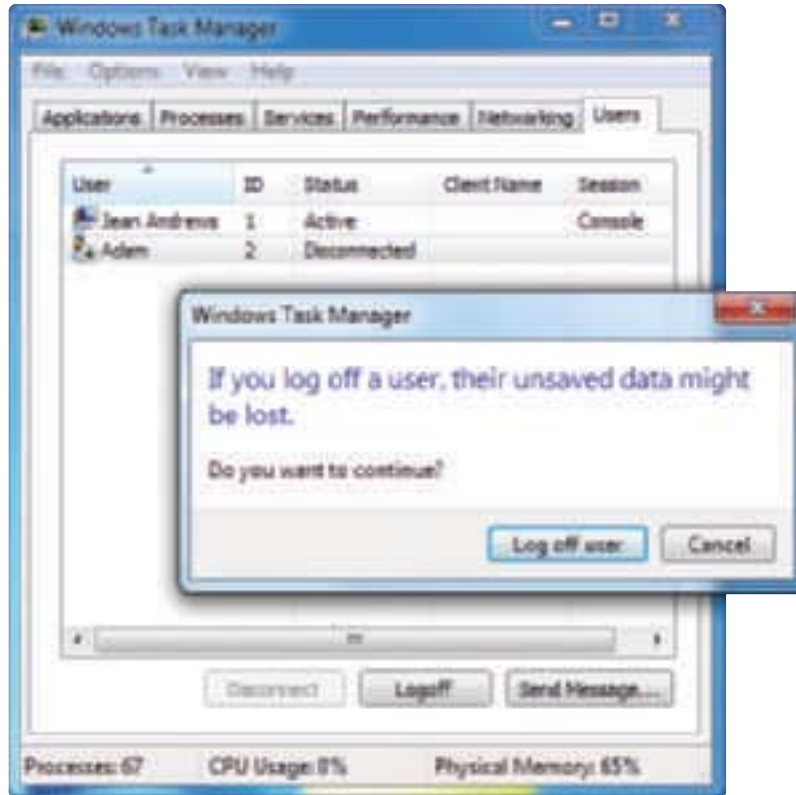 Windows Task Manager
File Options View Help
Applications Processes Services Performance Networking Users
User ID Status Client Name Session
Jean Andrews 1 Active Console
Adam 2 Disconnected
Windows Task Manager
If you log off a user, their unsaved data might
be lost.
Do you want to continue?
Log off user Cancel
Disconnect Logoff Send Message...
Processes: 67 CPU Usage: Physical Memory: 65%